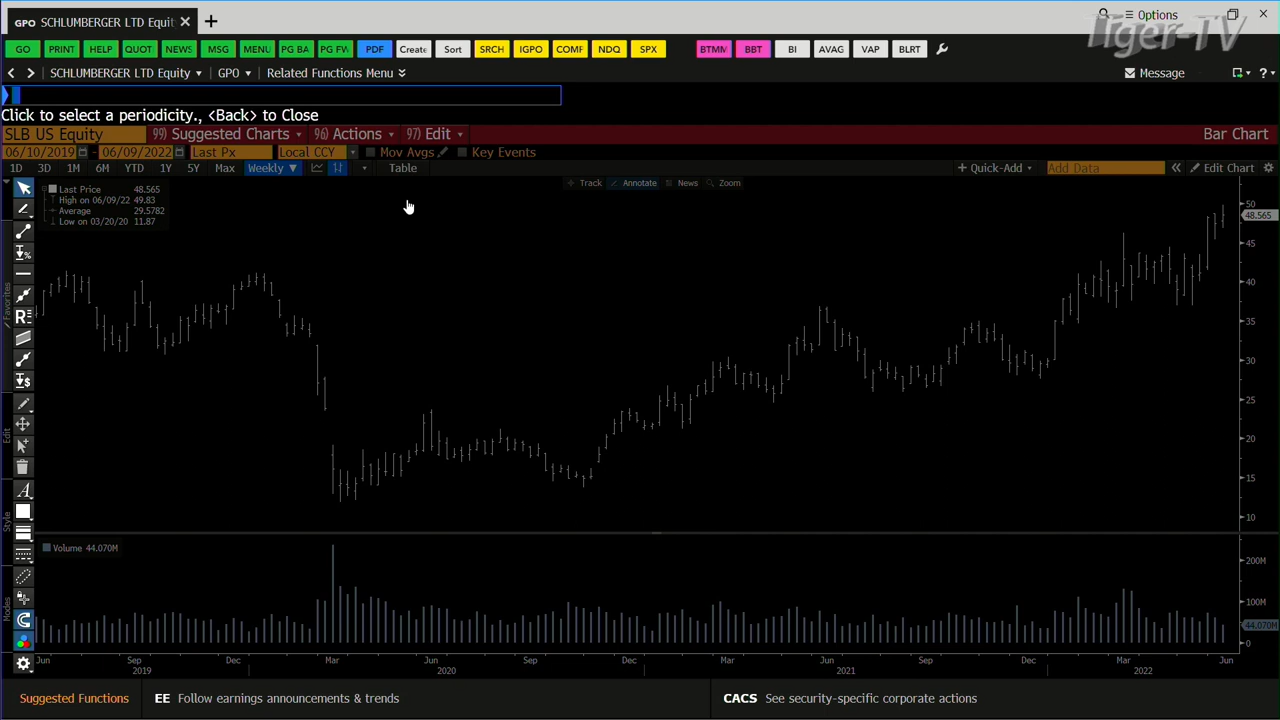 GPO SCHLUMBERGER LTD Equity
Options
Tiger-TV
GO PRINT HELP QUOT NEWS MSG MENU PG BA PG FW PDF Create Sort SRCH IGPO COMF NDQ SPX BTMM BBT BI AVAG VAP BLRT
SCHLUMBERGER LTD Equity GPO Related Functions Menu Message ?
Click to select a periodicity., <Back> to Close
SLB US Equity 99) Suggested Charts 96) Actions 97) Edit Bar Chart
06/10/2019 - 06/09/2022 Last Px Local CCY Mov Avgs Key Events
1D 3D 1M 6M YTD 1Y 5Y Max Weekly Table + Quick-Add Add Data Edit Chart
Track Annotate News Zoom
Last Price 48.565
High on 06/09/22 49.83
Average 29.5782
Low on 03/20/20 11.87
50
48.565
45
40
35
30
25
20
15
10
Favorites
Edit
Style
Modes
Volume 44.070M
200M
100M
44.070M
0
Jun Sep Dec Mar Jun Sep Dec Mar Jun Sep Dec Mar Jun
2019 2020 2021 2022
Suggested Functions EE Follow earnings announcements & trends CACS See security-specific corporate actions